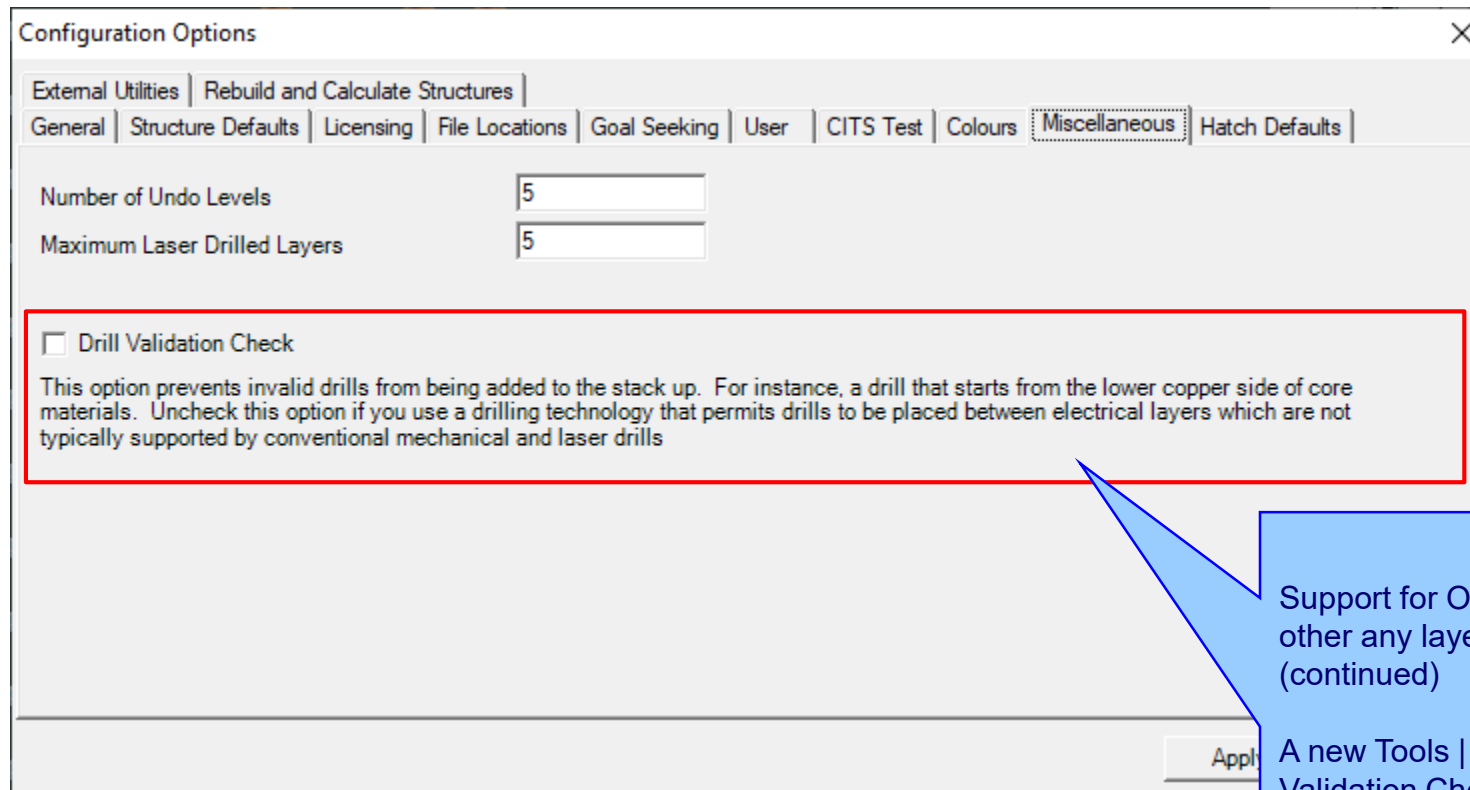 Configuration Options
External Utilities
Rebuild and Calculate Structures
General
Structure Defaults
Licensing
File Locations
Goal Seeking
User
CITS Test
Colours
Miscellaneous
Hatch Defaults
Number of Undo Levels
5
Maximum Laser Drilled Layers
5
Drill Validation Check
This option prevents invalid drills from being added to the stack up. For instance, a drill that starts from the lower copper side of core
materials. Uncheck this option if you use a drilling technology that permits drills to be placed between electrical layers which are not
typically supported by conventional mechanical and laser drills
Support for
other any
(continued)
A new Tools |
Validation
Apply